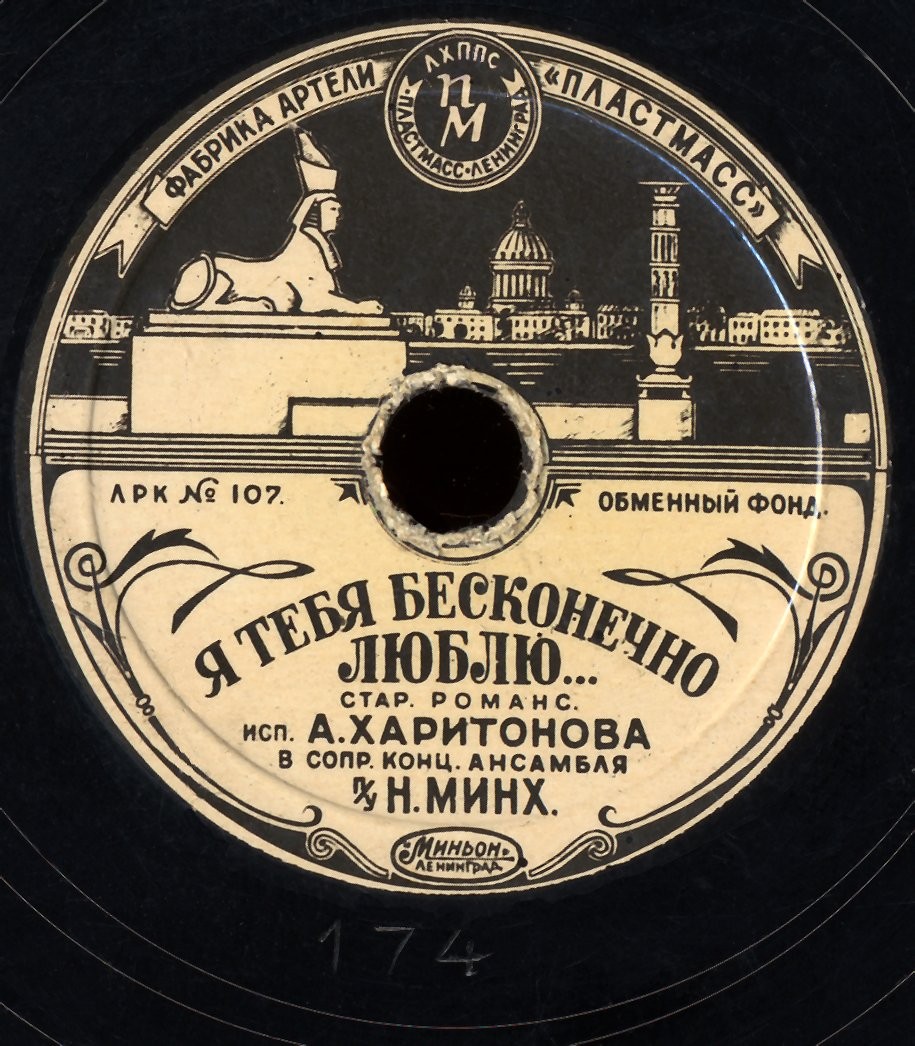 ФАБРИКА АРТЕЛИ «ПЛАСТМАСС»
ЛХППС
ПМ
•ПЛАСТМАСС•ЛЕНИНГРАД
ЛРК № 107.
ОБМЕННЫЙ ФОНД.
Я ТЕБЯ БЕСКОНЕЧНО
ЛЮБЛЮ...
СТАР. РОМАНС.
ИСП. А.ХАРИТОНОВА
В СОПР. КОНЦ. АНСАМБЛЯ
п/у Н.МИНХ.
«МИНЬОН»
ЛЕНИНГРАД
174